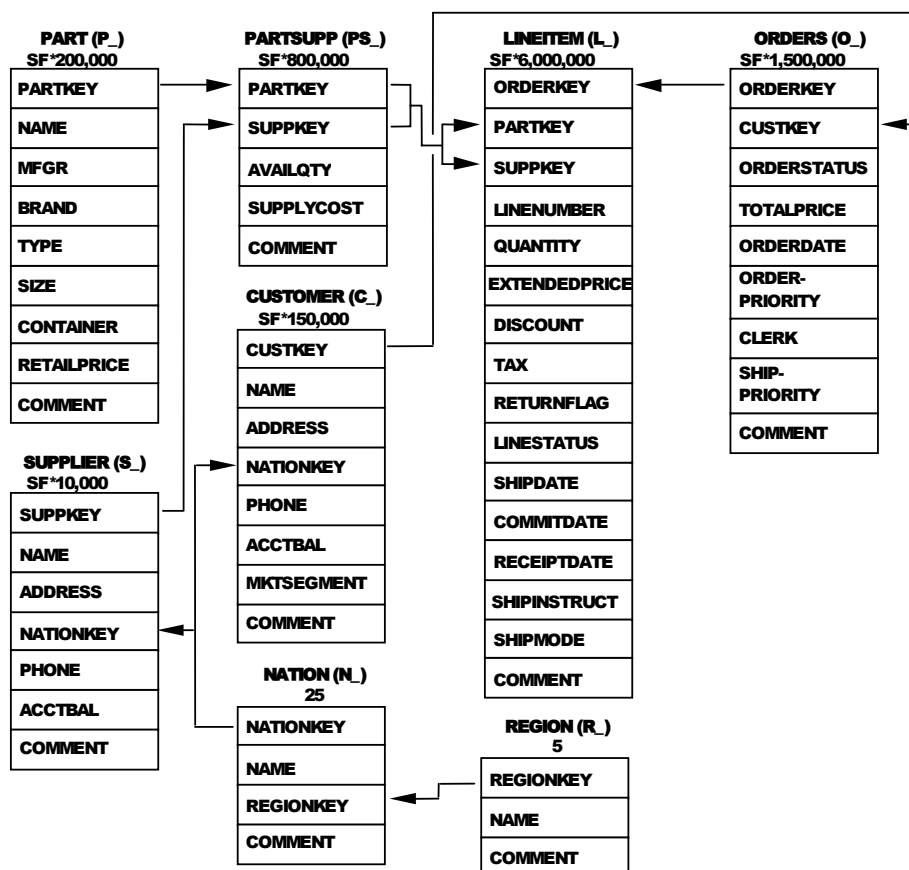 PART (P_)
SF*200,000
PARTKEY
NAME
MFGR
BRAND
TYPE
SIZE
CONTAINER
RETAILPRICE
COMMENT
SUPPLIER (S_)
SF*10,000
SUPPKEY
NAME
ADDRESS
NATIONKEY
PHONE
ACCTBAL
COMMENT
PARTSUPP (PS_)
SF*800,000
PARTKEY
SUPPKEY
AVAILQTY
SUPPLYCOST
COMMENT
CUSTOMER (C_)
SF*150,000
CUSTKEY
NAME
ADDRESS
NATIONKEY
PHONE
ACCTBAL
MKTSEGMENT
COMMENT
NATION (N_)
25
NATIONKEY
NAME
REGIONKEY
COMMENT
LINEITEM (L_)
SF*6,000,000
ORDERKEY
PARTKEY
SUPPKEY
LINENUMBER
QUANTITY
EXTENDEDPRICE
DISCOUNT
TAX
RETURNFLAG
LINESTATUS
SHIPDATE
COMMITDATE
RECEIPTDATE
SHIPINSTRUCT
SHIPMODE
COMMENT
REGION (R_)
5
REGIONKEY
NAME
COMMENT
ORDERS (O_)
SF*1,500,000
ORDERKEY
CUSTKEY
ORDERSTATUS
TOTALPRICE
ORDERDATE
ORDER-
PRIORITY
CLERK
SHIP-
PRIORITY
COMMENT